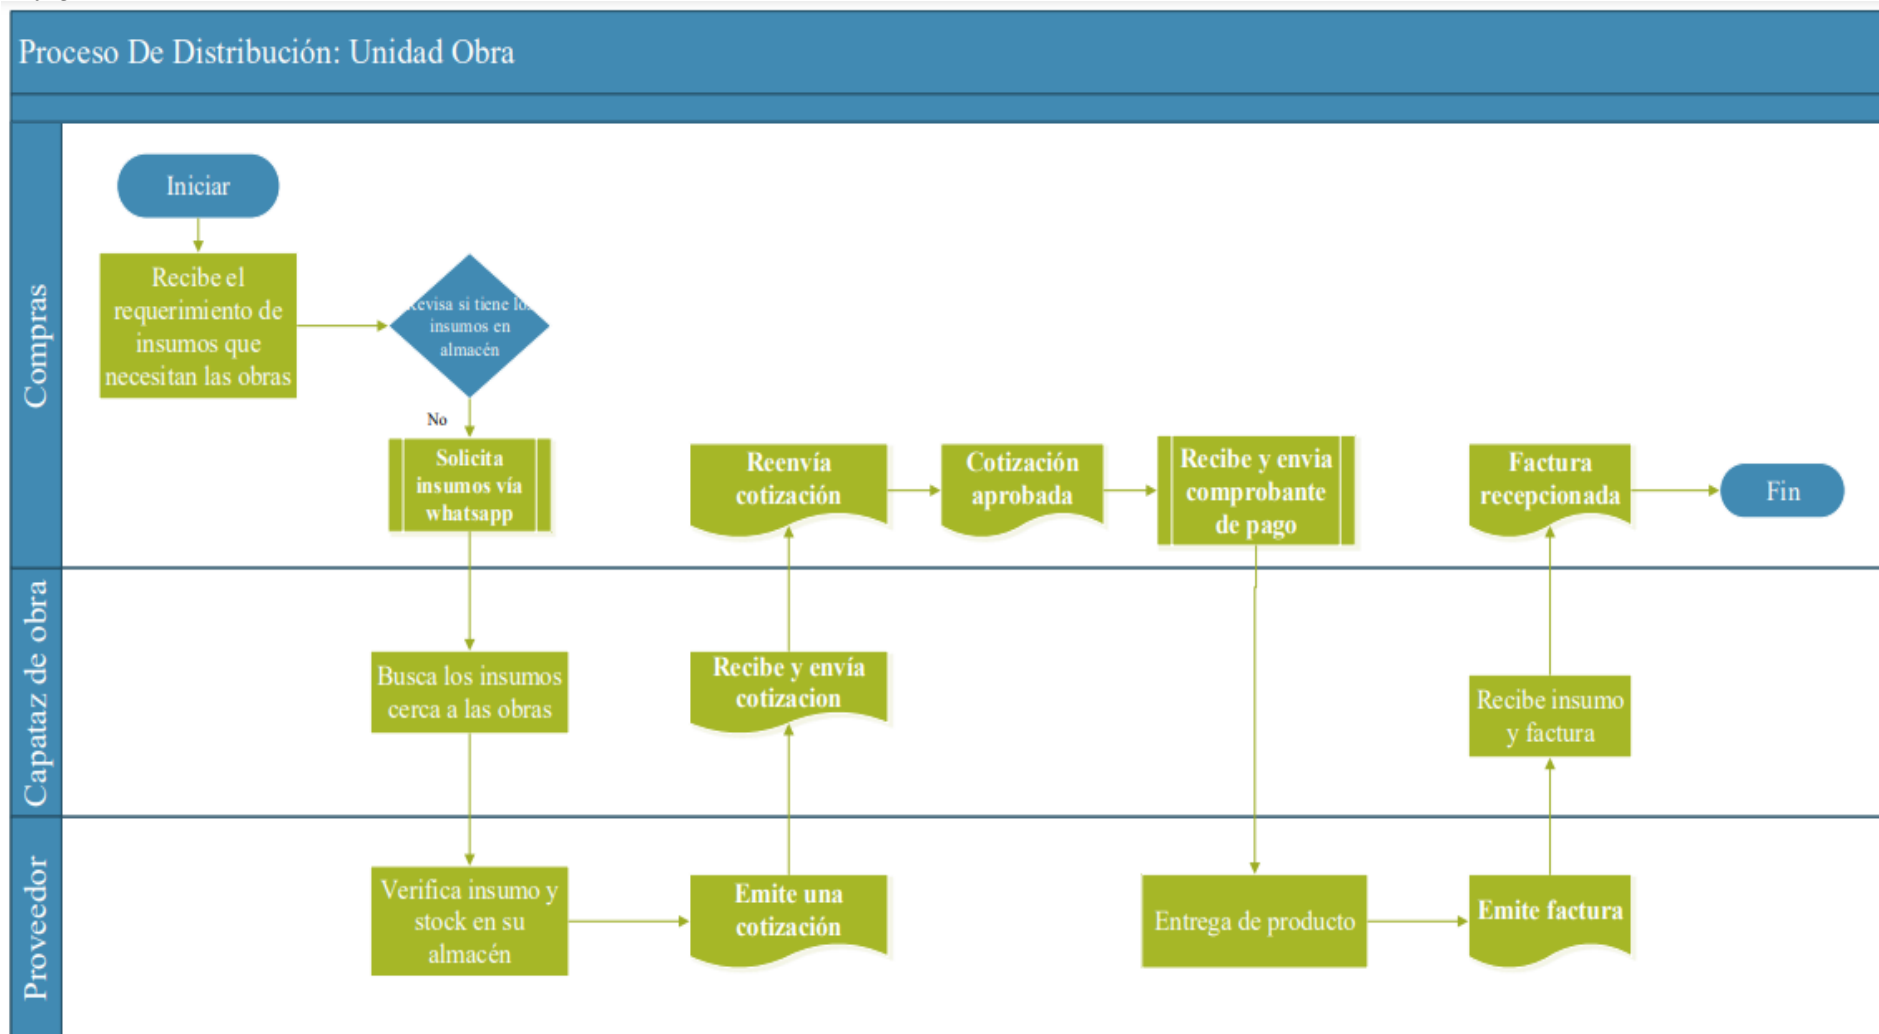 Proceso De Distribución: Unidad Obra
Compras
Iniciar
Recibe el
requerimiento de
insumos que
necesitan las obras
si tiene
insumos en
almacén
No
Solicita
insumos vía
whatsapp
Reenvía
cotización
Cotización
aprobada
Recibe y envia
comprobante
de pago
Factura
recepcionada
Fin
Capataz de obra
Busca los insumos
cerca a las obras
Recibe y envía
cotizacion
Recibe insumo
y factura
Proveedor
Verifica insumo y
stock en su
almacén
Emite una
cotización
Entrega de producto
Emite factura